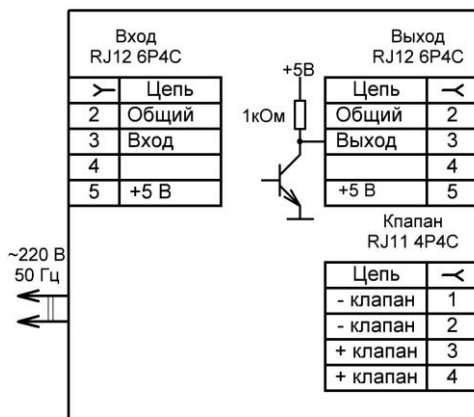 Вход
RJ12 6P4C
Цепь
2 Общий
3 Вход
4
5 +5 В
+5В
1кОм
Выход
RJ12 6P4C
Цепь
Общий 2
Выход 3
4
+5 В 5
Кпапан
RJ11 4P4C
Цепь
- клапан 1
- клапан 2
+ клапан 3
+ клапан 4
~220 В
50 Гц